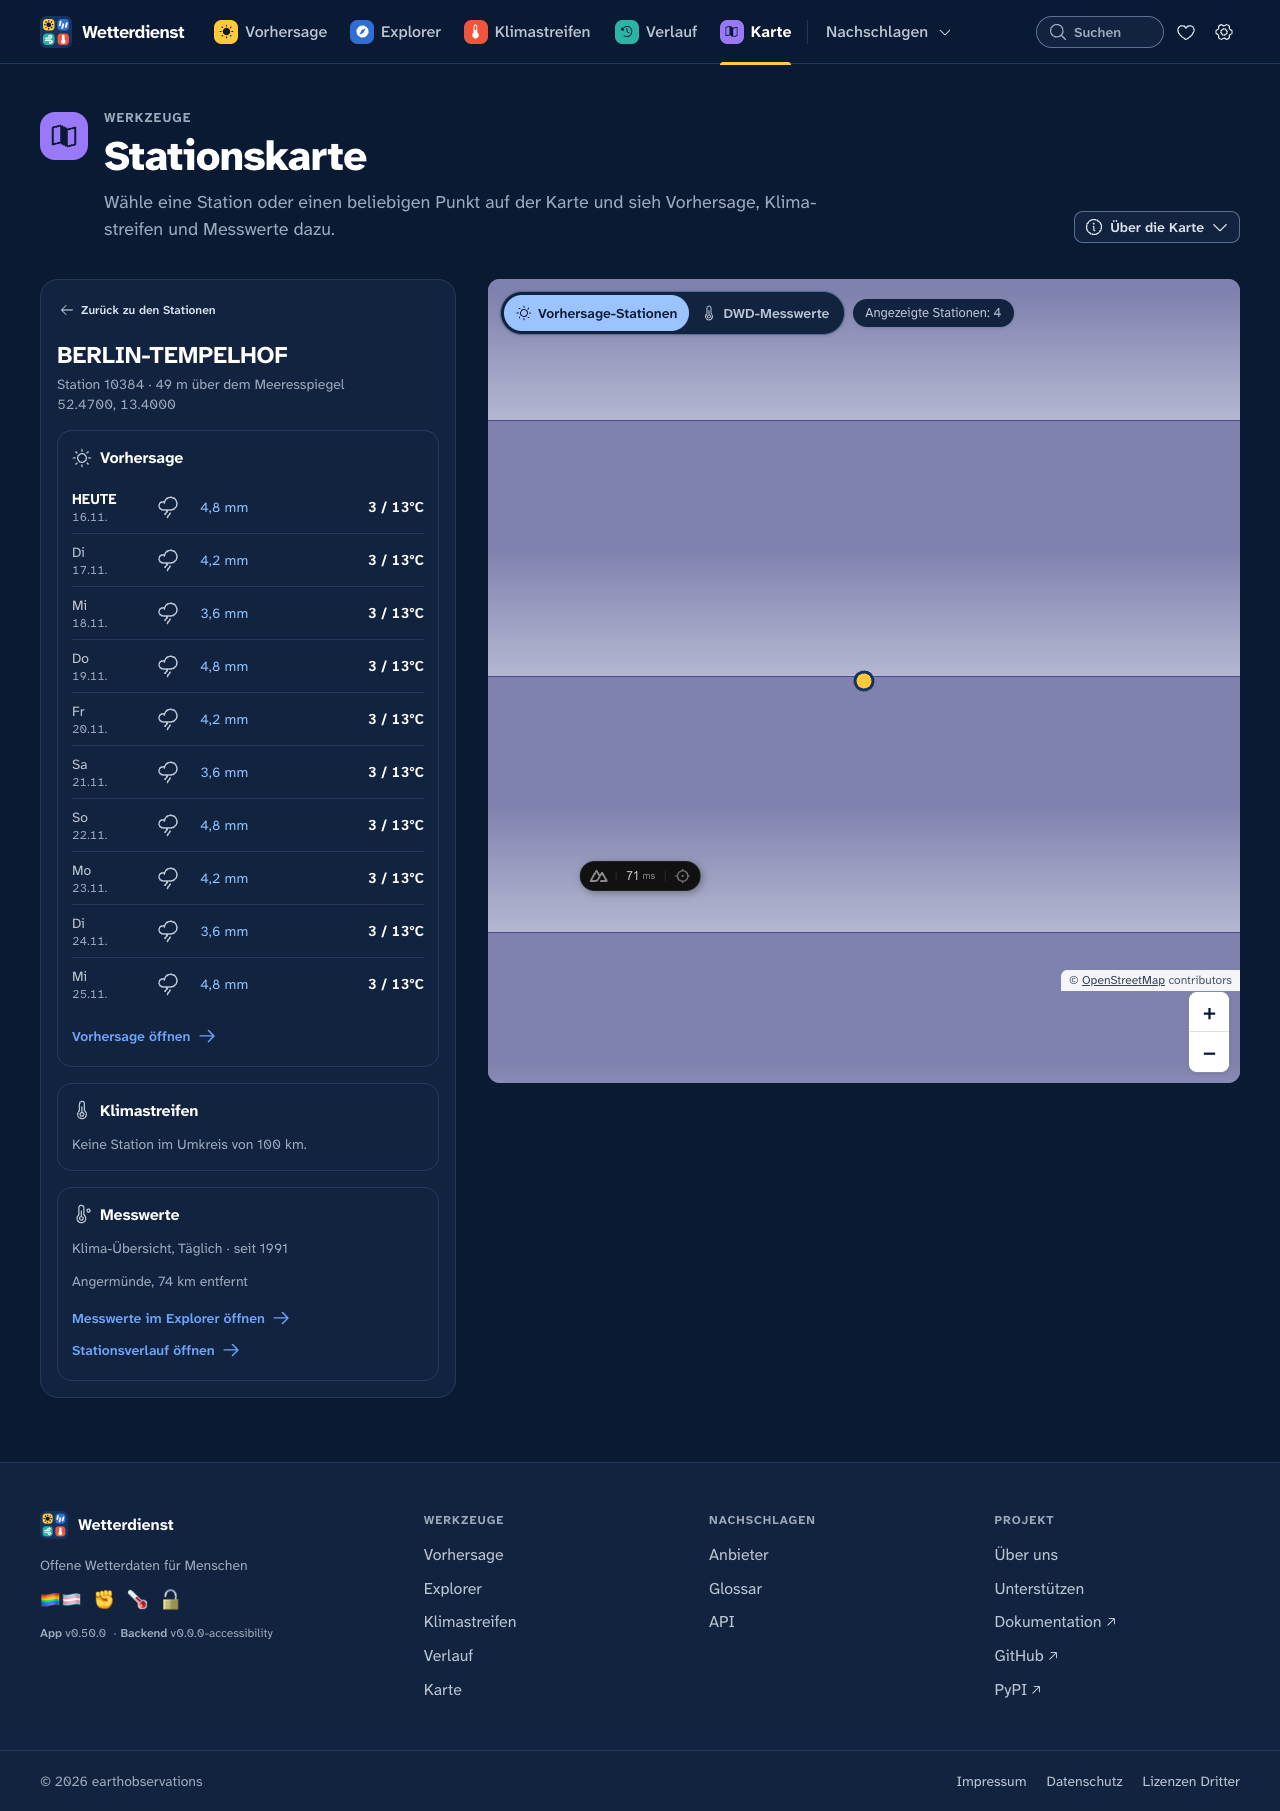 Wetterdienst
Vorhersage
Explorer
Klimastreifen
Verlauf
Karte
Nachschlagen
Suchen
WERKZEUGE
Stationskarte
Wähle eine Station oder einen beliebigen Punkt auf der Karte und sieh Vorhersage, Klima-
streifen und Messwerte dazu.
Über die Karte
Zurück zu den Stationen
BERLIN-TEMPELHOF
Station 10384 · 49 m über dem Meeresspiegel
52.4700, 13.4000
Vorhersage
HEUTE
16.11.
4,8 mm
3 / 13°C
Di
17.11.
4,2 mm
3 / 13°C
Mi
18.11.
3,6 mm
3 / 13°C
Do
19.11.
4,8 mm
3 / 13°C
Fr
20.11.
4,2 mm
3 / 13°C
Sa
21.11.
3,6 mm
3 / 13°C
So
22.11.
4,8 mm
3 / 13°C
Mo
23.11.
4,2 mm
3 / 13°C
Di
24.11.
3,6 mm
3 / 13°C
Mi
25.11.
4,8 mm
3 / 13°C
Vorhersage öffnen
Klimastreifen
Keine Station im Umkreis von 100 km.
Messwerte
Klima-Übersicht, Täglich · seit 1991
Angermünde, 74 km entfernt
Messwerte im Explorer öffnen
Stationsverlauf öffnen
Vorhersage-Stationen
DWD-Messwerte
Angezeigte Stationen: 4
71 ms
© OpenStreetMap contributors
+
−
Wetterdienst
Offene Wetterdaten für Menschen
App v0.50.0 · Backend v0.0.0-accessibility
WERKZEUGE
Vorhersage
Explorer
Klimastreifen
Verlauf
Karte
NACHSCHLAGEN
Anbieter
Glossar
API
PROJEKT
Über uns
Unterstützen
Dokumentation
GitHub
PyPI
© 2026 earthobservations
Impressum
Datenschutz
Lizenzen Dritter